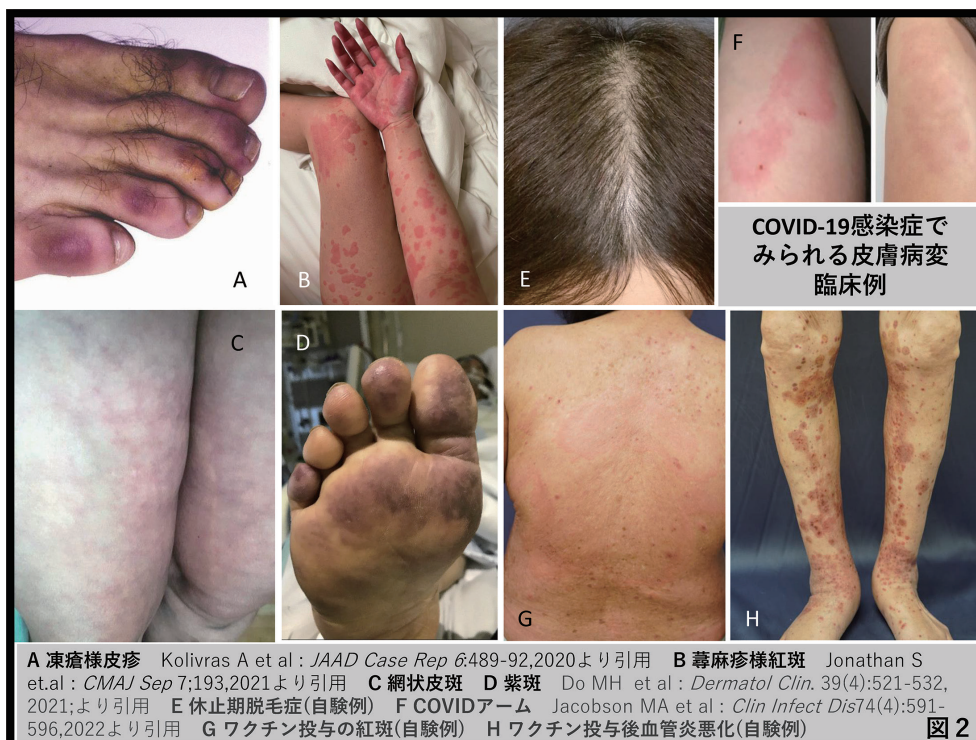 A
B
E
F
COVID-19感染症で
みられる皮膚病変
臨床例
C
D
G
H
A 凍瘡様皮疹 Kolivras A et al : JAAD Case Rep 6:489-92,2020より引用 B 蕁麻疹様紅斑 Jonathan S
et.al : CMAJ Sep 7;193,2021より引用 C 網状皮斑 D 紫斑 Do MH et al : Dermatol Clin. 39(4):521-532,
2021;より引用 E 休止期脱毛症(自験例) F COVIDアーム Jacobson MA et al : Clin Infect Dis74(4):591-
596,2022より引用 G ワクチン投与の紅斑(自験例) H ワクチン投与後血管炎悪化(自験例)
図2